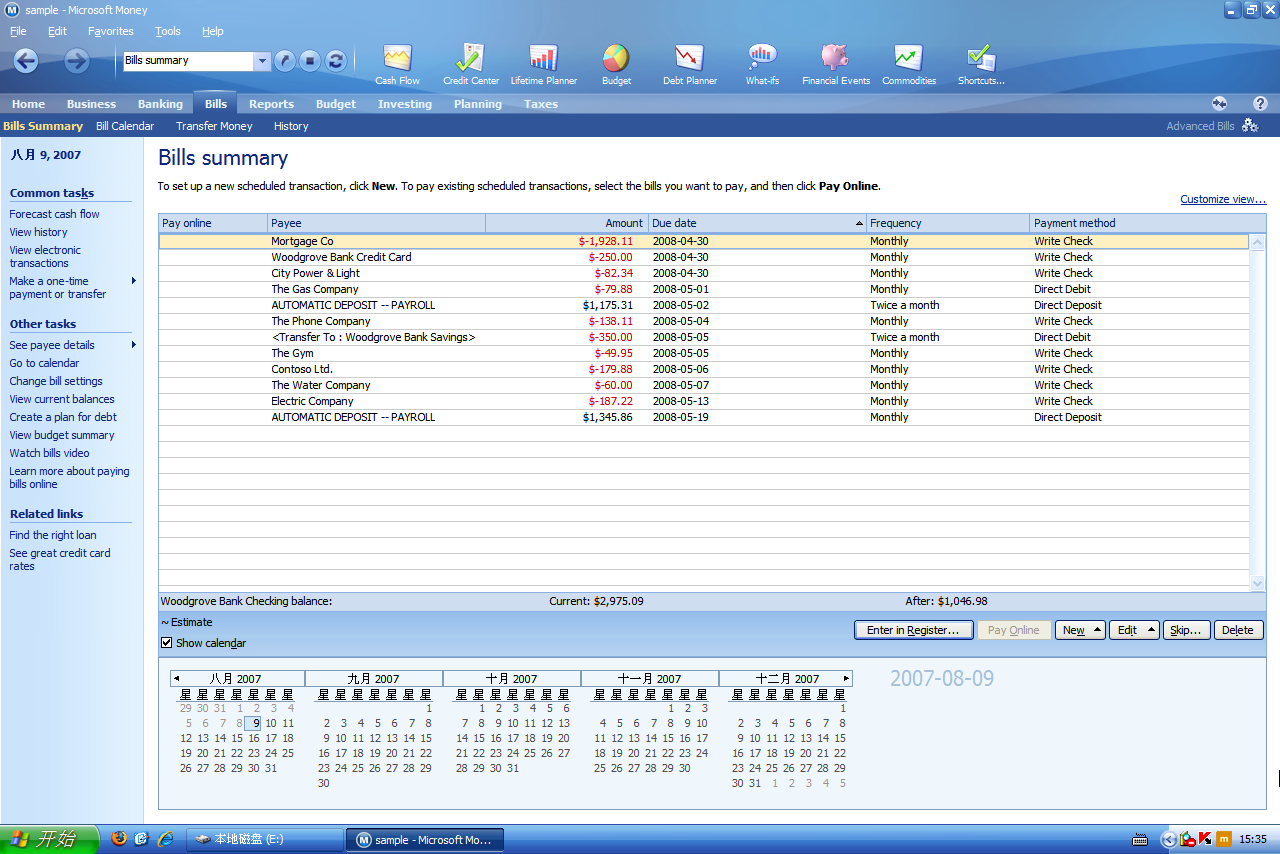 sample - Microsoft Money
File Edit Favorites Tools Help
Bills summary
Cash Flow Credit Center Lifetime Planner Budget Debt Planner What-ifs Financial Events Commodities Shortcuts...
Home Business Banking Bills Reports Budget Investing Planning Taxes
Bills Summary Bill Calendar Transfer Money History Advanced Bills
八月 9, 2007
Common tasks
Forecast cash flow
View history
View electronic
transactions
Make a one-time
payment or transfer
Other tasks
See payee details
Go to calendar
Change bill settings
View current balances
Create a plan for debt
View budget summary
Watch bills video
Learn more about paying
bills online
Related links
Find the right loan
See great credit card
rates
Bills summary
To set up a new scheduled transaction, click New. To pay existing scheduled transactions, select the bills you want to pay, and then click Pay Online.
Customize view...
Pay online Payee Amount Due date Frequency Payment method
Mortgage Co $-1,928.11 2008-04-30 Monthly Write Check
Woodgrove Bank Credit Card $-250.00 2008-04-30 Monthly Write Check
City Power & Light $-82.34 2008-04-30 Monthly Write Check
The Gas Company $-79.88 2008-05-01 Monthly Direct Debit
AUTOMATIC DEPOSIT -- PAYROLL $1,175.31 2008-05-02 Twice a month Direct Deposit
The Phone Company $-138.11 2008-05-04 Monthly Write Check
<Transfer To : Woodgrove Bank Savings> $-350.00 2008-05-05 Twice a month Direct Debit
The Gym $-49.95 2008-05-05 Monthly Write Check
Contoso Ltd. $-179.88 2008-05-06 Monthly Write Check
The Water Company $-60.00 2008-05-07 Monthly Write Check
Electric Company $-187.22 2008-05-13 Monthly Write Check
AUTOMATIC DEPOSIT -- PAYROLL $1,345.86 2008-05-19 Monthly Direct Deposit
Woodgrove Bank Checking balance: Current: $2,975.09 After: $1,046.98
~ Estimate
Show calendar
Enter in Register... Pay Online New Edit Skip... Delete
八月 2007 九月 2007 十月 2007 十一月 2007 十二月 2007 2007-08-09
星 星 星 星 星 星 星 星 星 星 星 星 星 星 星 星 星 星 星 星 星 星 星 星 星 星 星 星 星 星 星 星 星 星 星
29 30 31 1 2 3 4 1 1 2 3 4 5 6 1 2 3 1
5 6 7 8 9 10 11 2 3 4 5 6 7 8 7 8 9 10 11 12 13 4 5 6 7 8 9 10 2 3 4 5 6 7 8
12 13 14 15 16 17 18 9 10 11 12 13 14 15 14 15 16 17 18 19 20 11 12 13 14 15 16 17 9 10 11 12 13 14 15
19 20 21 22 23 24 25 16 17 18 19 20 21 22 21 22 23 24 25 26 27 18 19 20 21 22 23 24 16 17 18 19 20 21 22
26 27 28 29 30 31 23 24 25 26 27 28 29 28 29 30 31 25 26 27 28 29 30 23 24 25 26 27 28 29
30 30 31 1 2 3 4 5
开始 本地磁盘 (E:) sample - Microsoft Mo... 15:35